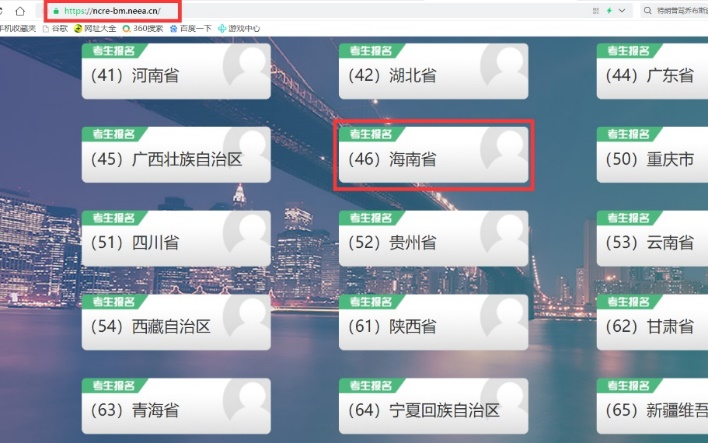 https://ncre-bm.neea.cn/
手机收藏夹 谷歌 网址大全 360搜索 百度一下 游戏中心
考生报名 考生报名 考生报名
（41）河南省 （42）湖北省 （44）广东省
考生报名 考生报名 考生报名
（45）广西壮族自治区 （46）海南省 （50）重庆市
考生报名 考生报名 考生报名
（51）四川省 （52）贵州省 （53）云南省
考生报名 考生报名 考生报名
（54）西藏自治区 （61）陕西省 （62）甘肃省
考生报名 考生报名 考生报名
（63）青海省 （64）宁夏回族自治区 （65）新疆维吾